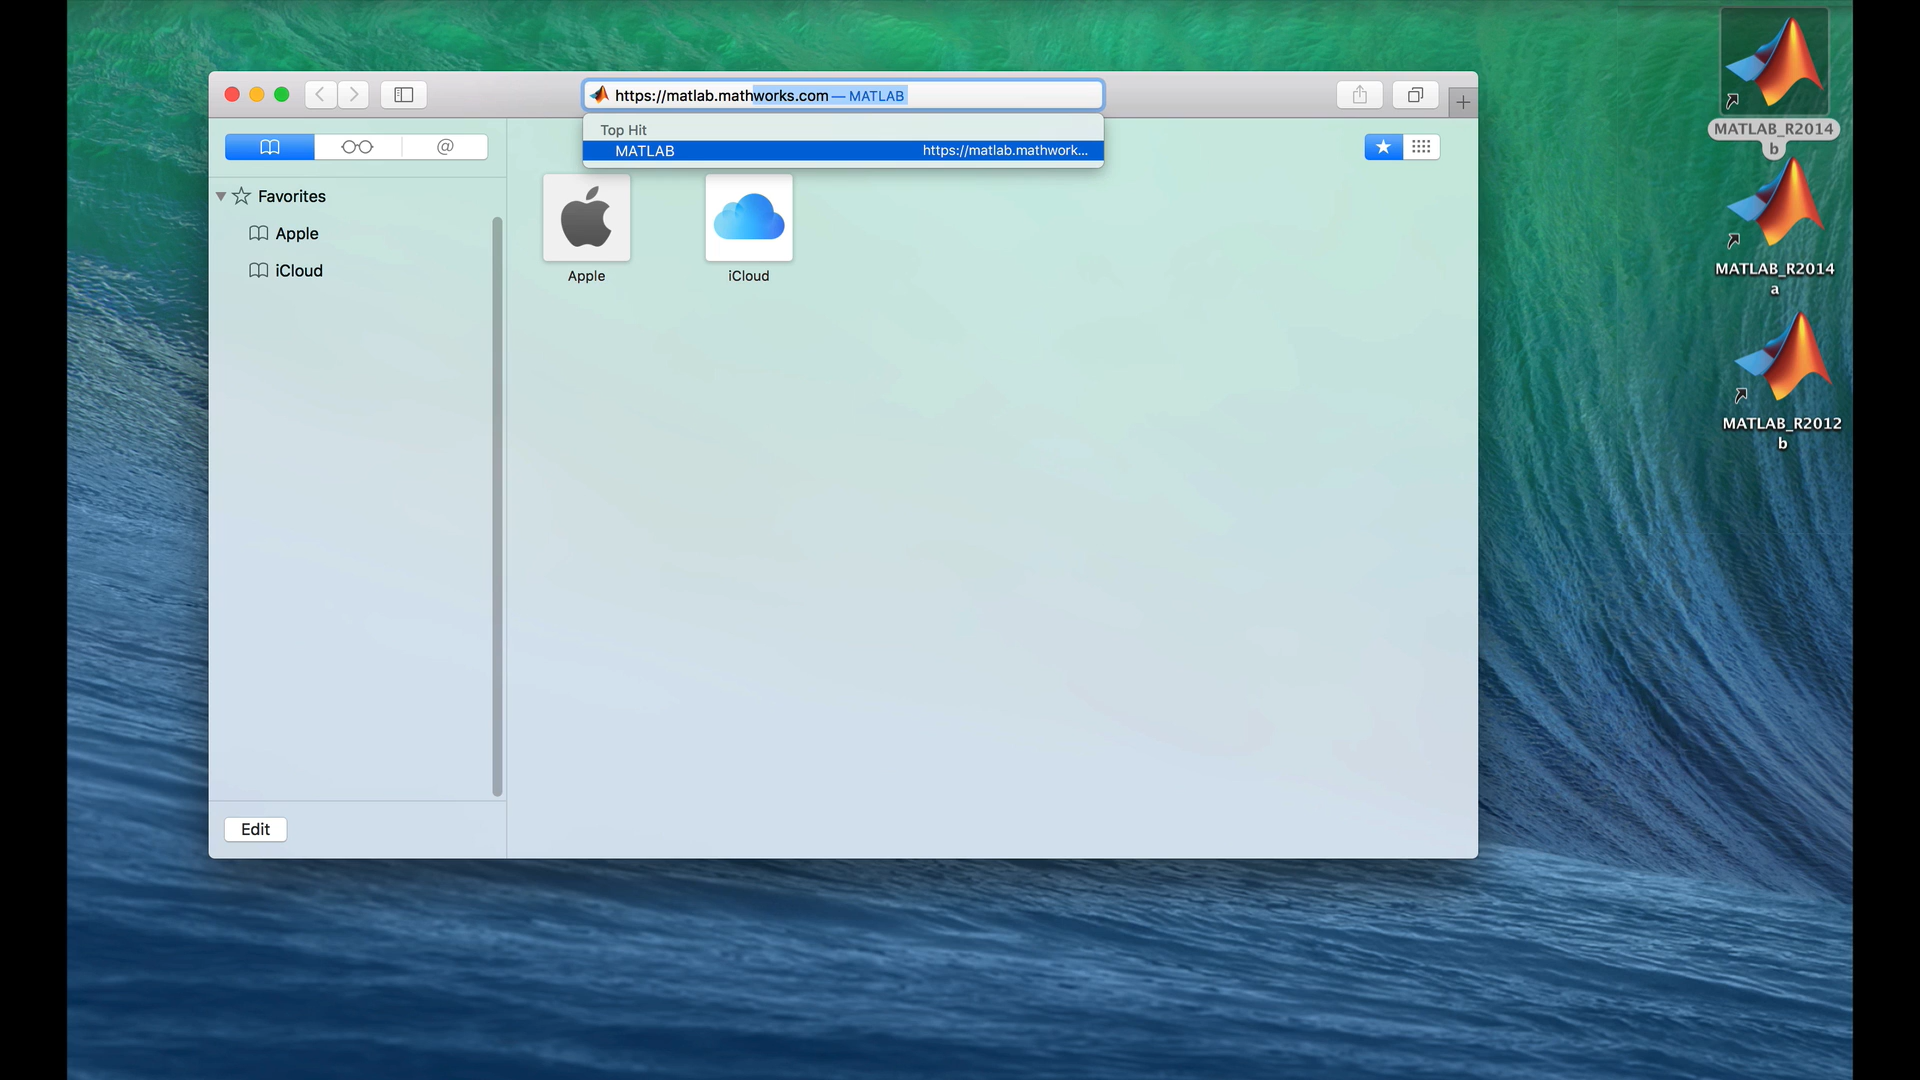 https://matlab.mathworks.com — MATLAB
Top Hit
MATLAB https://matlab.mathwork...
@
Favorites
Apple
iCloud
Apple
iCloud
Edit
MATLAB_R2014
b
MATLAB_R2014
a
MATLAB_R2012
b